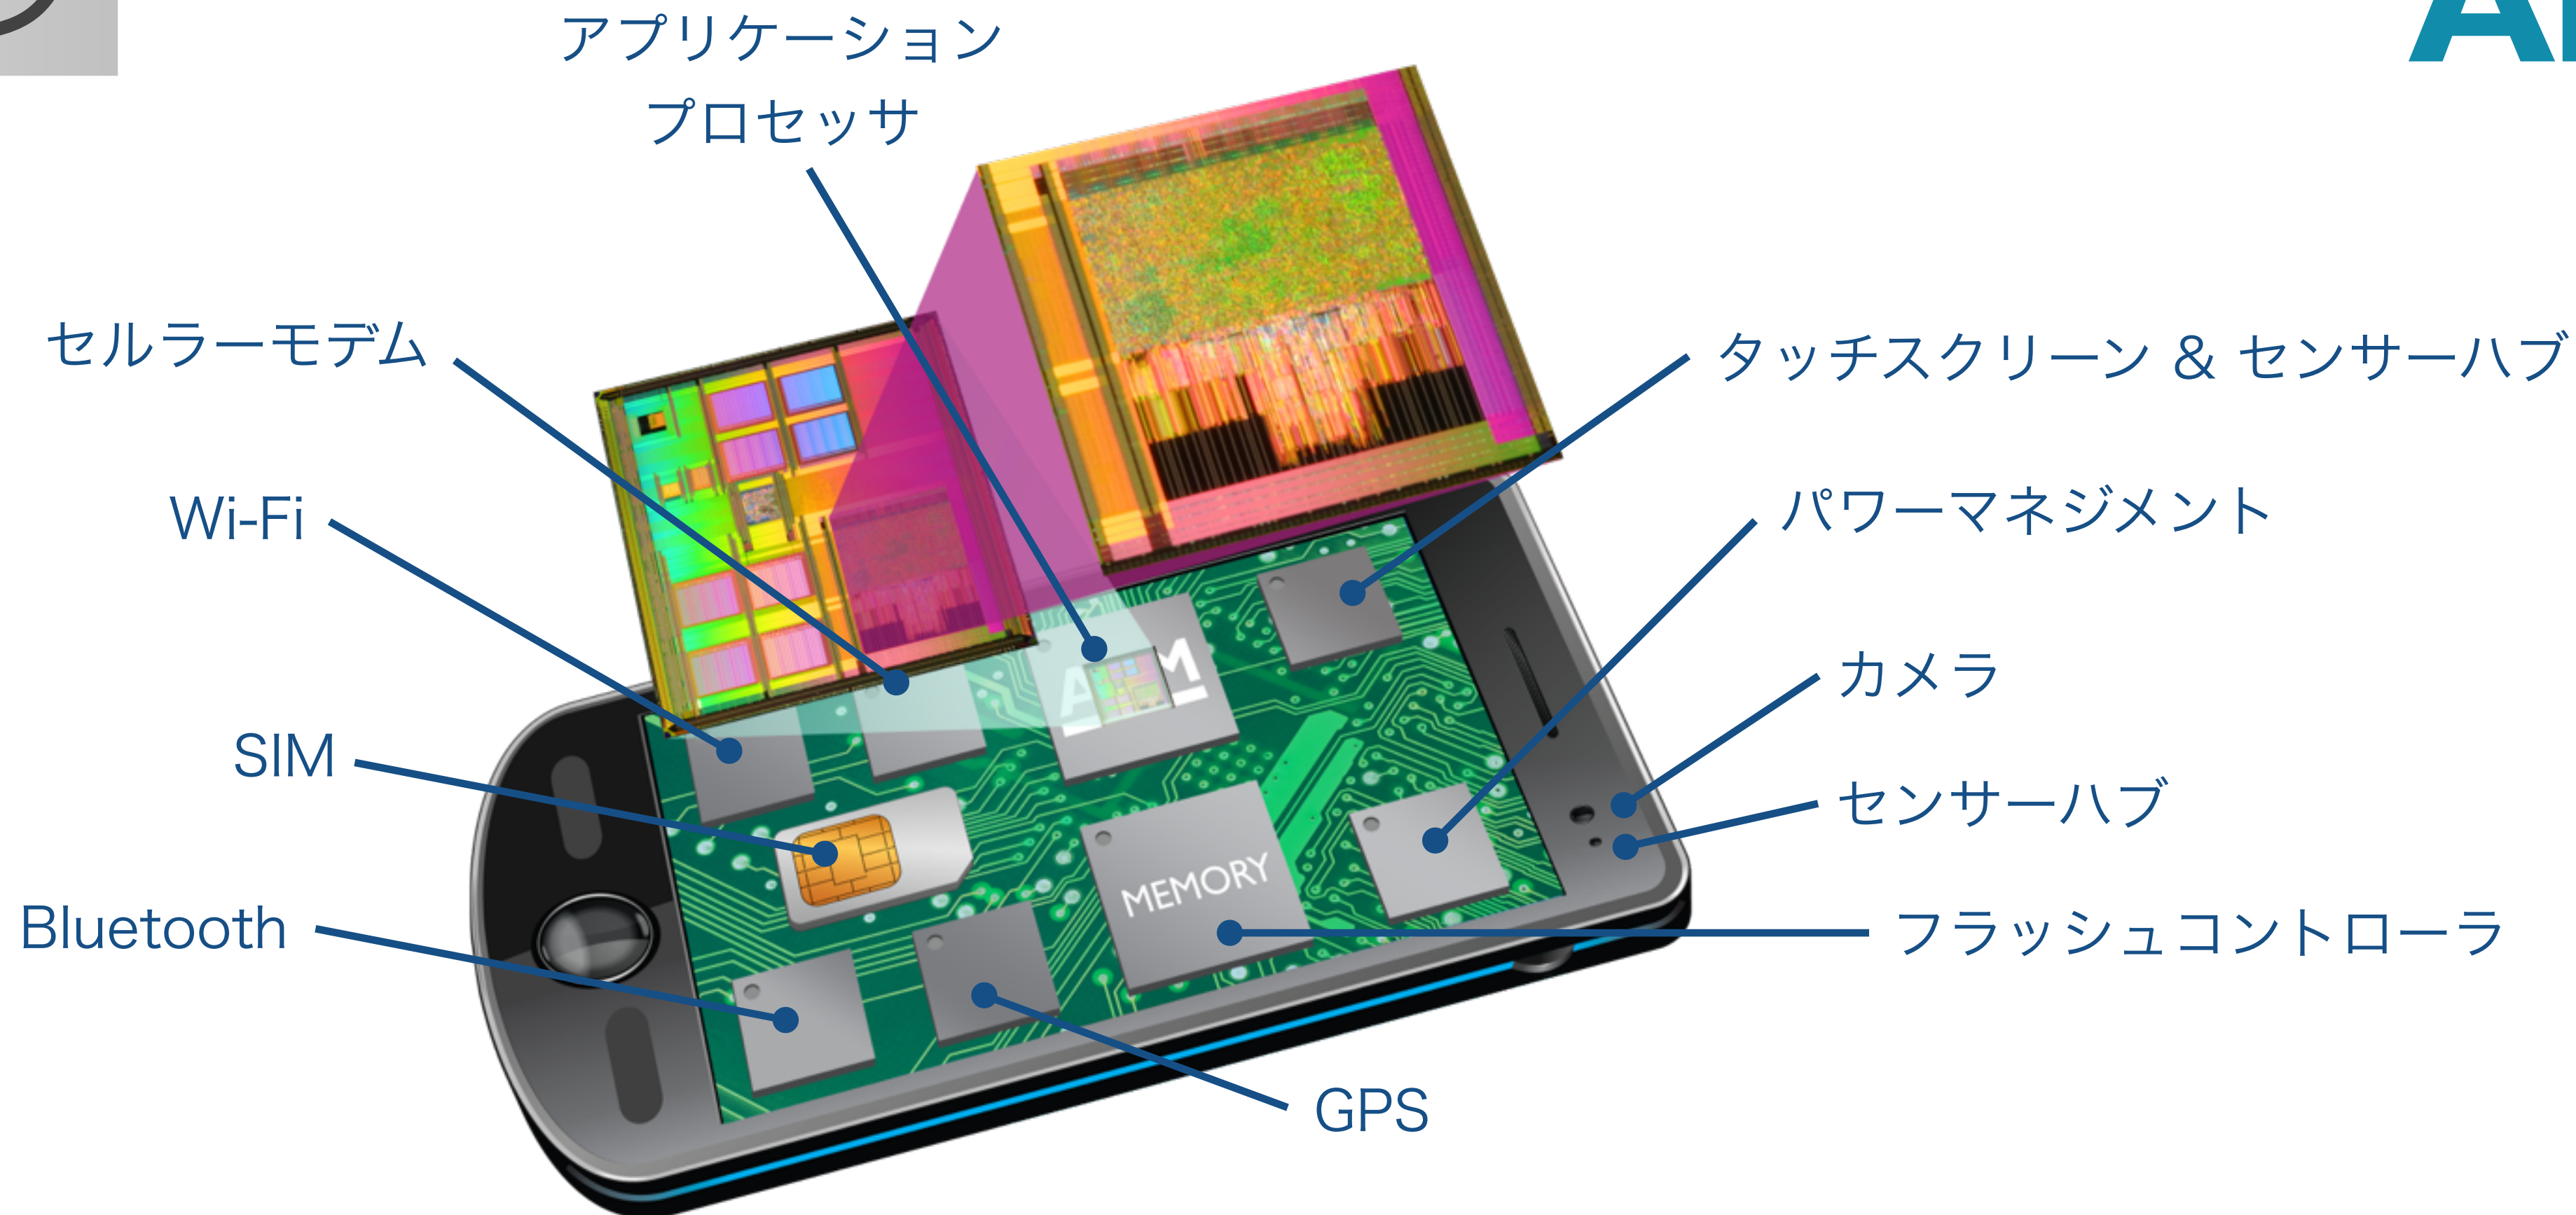 アプリケーション
プロセッサ
セルラーモデム
タッチスクリーン & センサーハブ
Wi-Fi
パワーマネジメント
カメラ
SIM
センサーハブ
MEMORY
Bluetooth
フラッシュコントローラ
GPS